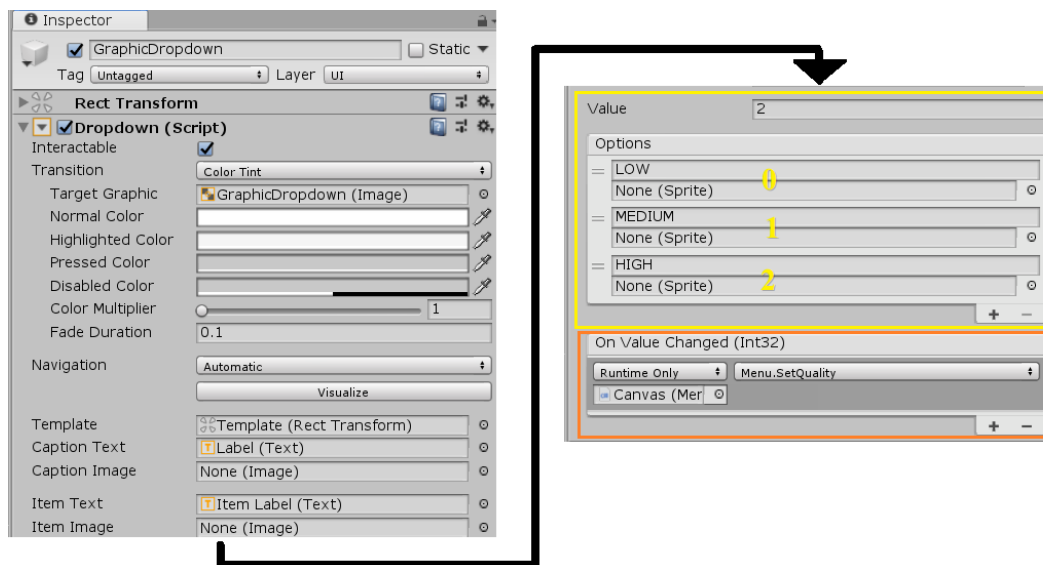 Inspector
GraphicDropdown
Static
Tag Untagged Layer UI
Rect Transform
Dropdown (Script)
Interactable
Transition Color Tint
Target Graphic GraphicDropdown (Image)
Normal Color
Highlighted Color
Pressed Color
Disabled Color
Color Multiplier 1
Fade Duration 0.1
Navigation Automatic
Visualize
Template Template (Rect Transform)
Caption Text Label (Text)
Caption Image None (Image)
Item Text Item Label (Text)
Item Image None (Image)
Value 2
Options
LOW
None (Sprite)
0
MEDIUM
None (Sprite)
1
HIGH
None (Sprite)
2
+ −
On Value Changed (Int32)
Runtime Only Menu.SetQuality
Canvas (Mer
+ −